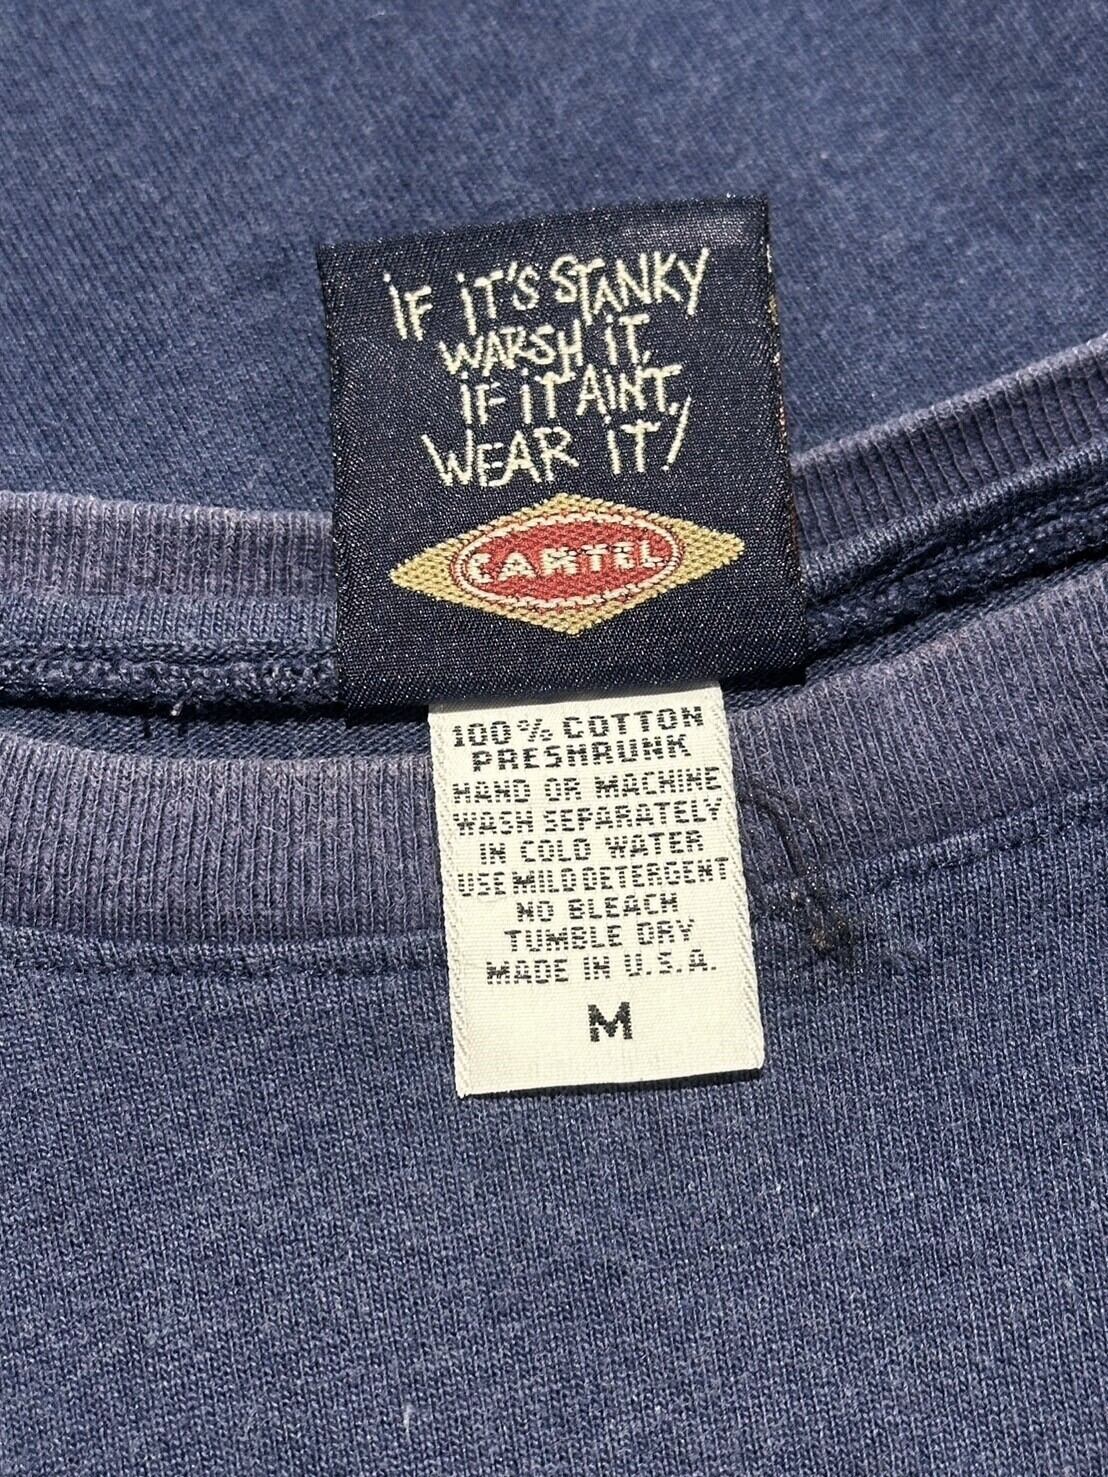 iF iT'S STANKY
WARSH iT.
iF iT AINT,
WEAR iT!
CARTEL
100% COTTON
PRESHRUNK
HAND OR MACHINE
WASH SEPARATELY
IN COLD WATER
USE MILD DETERGENT
NO BLEACH
TUMBLE DRY
MADE IN U.S.A.
M